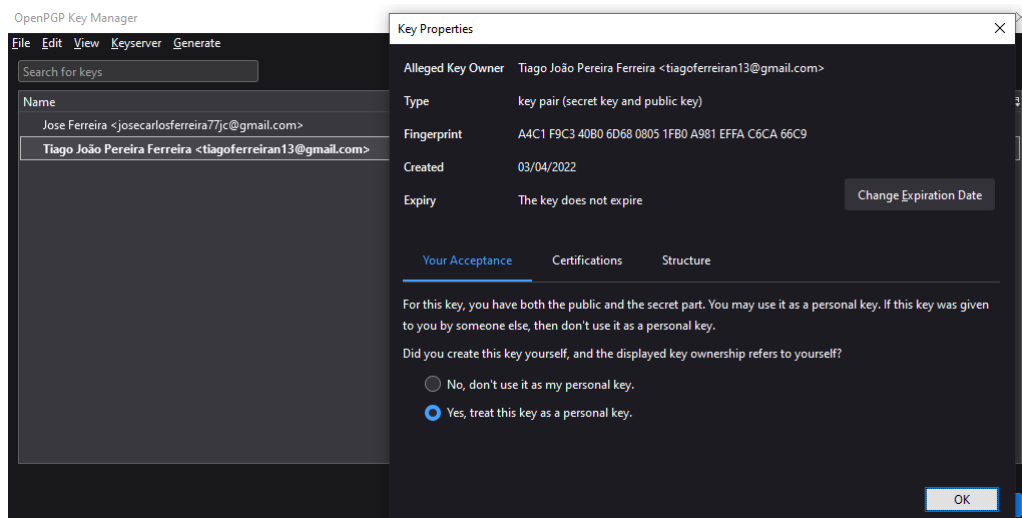 OpenPGP Key Manager
File Edit View Keyserver Generate
Search for keys
Name
Jose Ferreira <josecarlosferreira77jc@gmail.com>
Tiago João Pereira Ferreira <tiagoferreiran13@gmail.com>
Key Properties
Alleged Key Owner Tiago João Pereira Ferreira <tiagoferreiran13@gmail.com>
Type key pair (secret key and public key)
Fingerprint A4C1 F9C3 40B0 6D68 0805 1FB0 A981 EFFA C6CA 66C9
Created 03/04/2022
Expiry The key does not expire
Change Expiration Date
Your Acceptance Certifications Structure
For this key, you have both the public and the secret part. You may use it as a personal key. If this key was given
to you by someone else, then don't use it as a personal key.
Did you create this key yourself, and the displayed key ownership refers to yourself?
No, don't use it as my personal key.
Yes, treat this key as a personal key.
OK